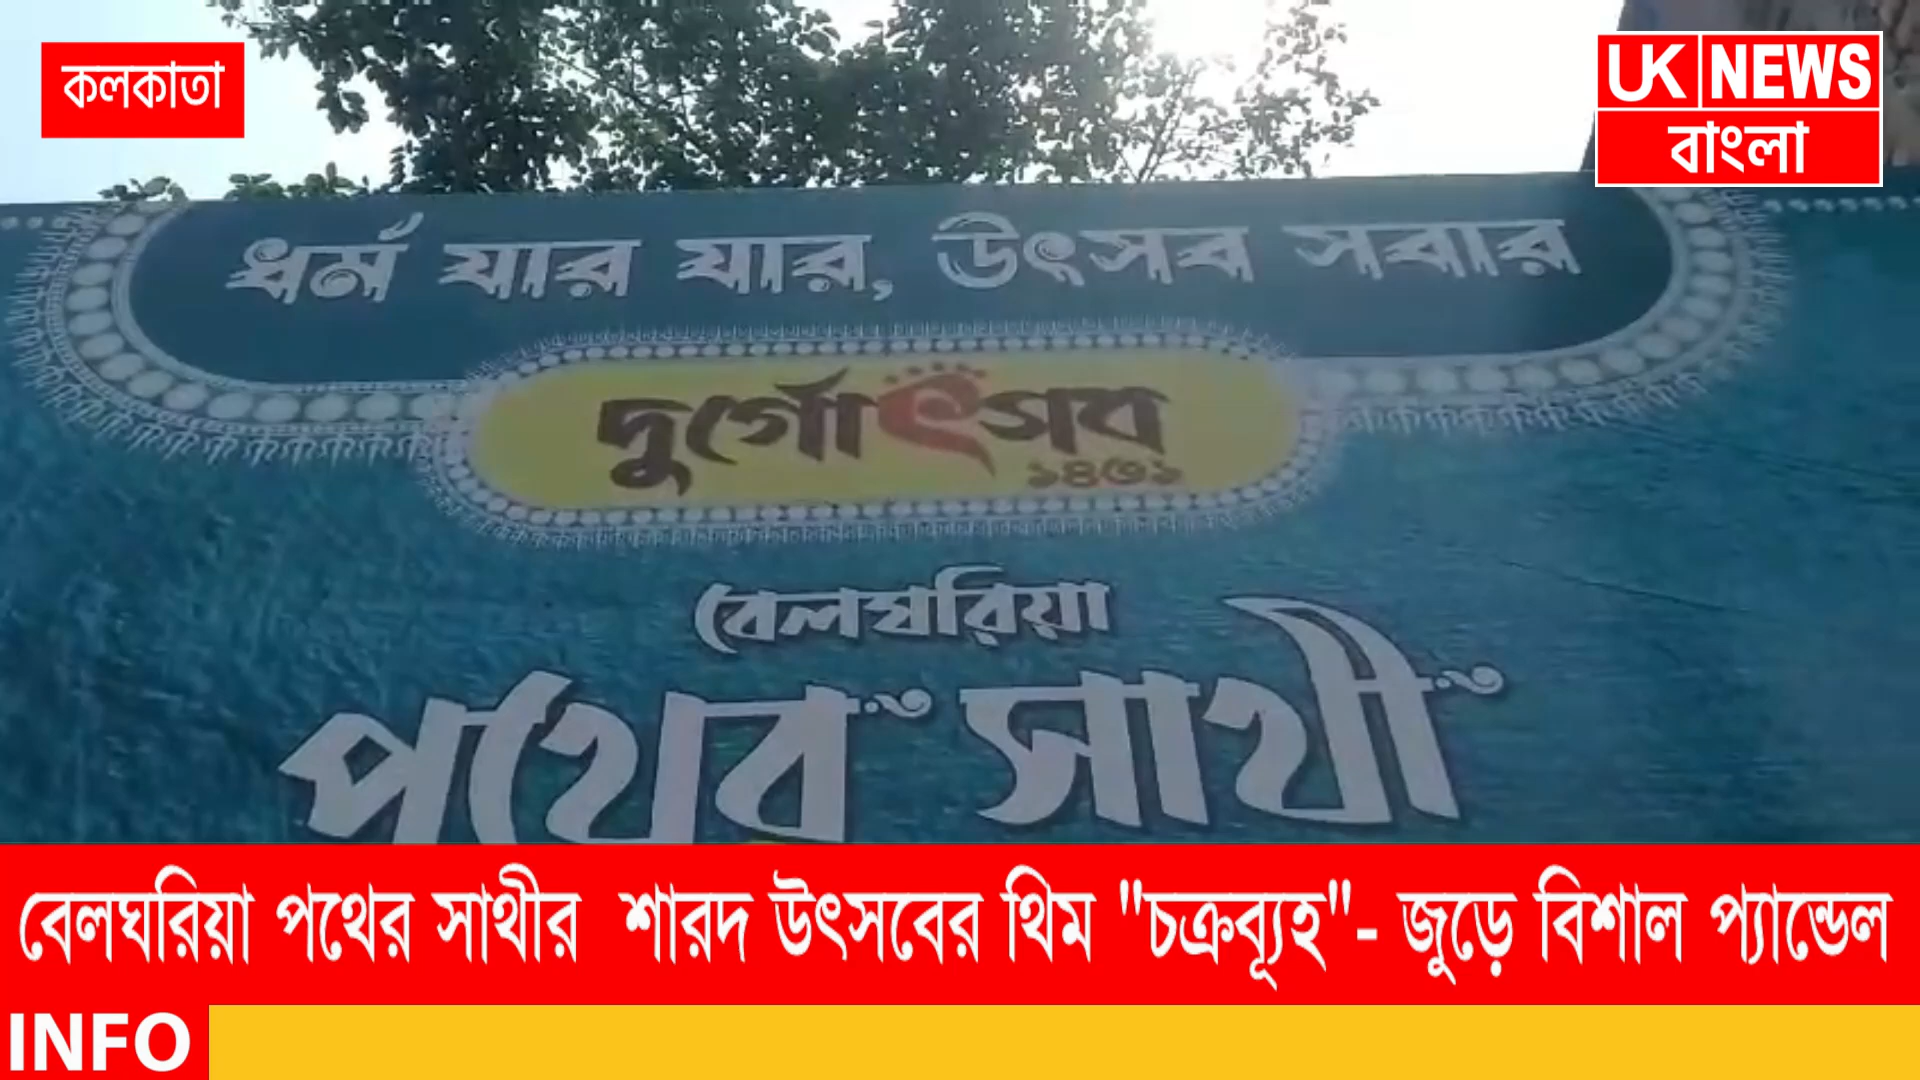 কলকাতা
UK NEWS
বাংলা
ধর্ম যার যার, উৎসব সবার
দুর্গোৎসব
১৪৩১
বেলঘরিয়া
পথের সাথী
বেলঘরিয়া পথের সাথীর শারদ উৎসবের থিম "চক্রব্যূহ"- জুড়ে বিশাল প্যান্ডেল
INFO